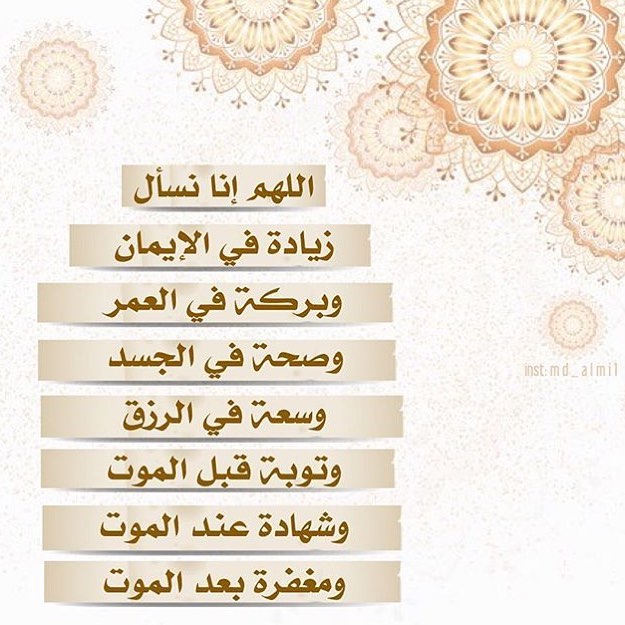 اللهم إنا نسأل
زيادة في الإيمان
وبركة في العمر
وصحة في الجسد
وسعة في الرزق
وتوبة قبل الموت
وشهادة عند الموت
ومغفرة بعد الموت
inst:md_almil